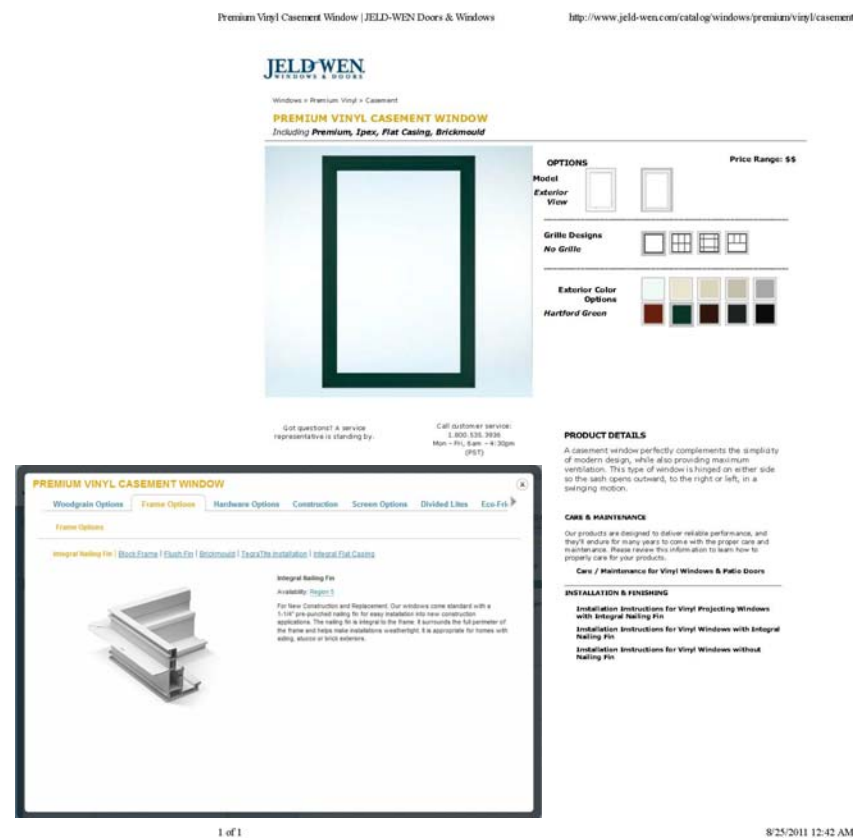 Premium Vinyl Casement Window | JELD-WEN Doors & Windows
http://www.jeld-wen.com/catalog/windows/premium/vinyl/casement
JELD-WEN
WINDOWS & DOORS
Windows > Premium Vinyl > Casement
PREMIUM VINYL CASEMENT WINDOW
Including Premium, Ipex, Flat Casing, Brickmould
OPTIONS
Price Range: $$
Model
Exterior
View
Grille Designs
No Grille
Exterior Color
Options
Hartford Green
Got questions? A service
representative is standing by.
Call customer service:
1.800.535.3936
Mon - Fri, 6am - 4:30pm
(PST)
PRODUCT DETAILS
A casement window perfectly complements the simplicity
of modern design, while also providing maximum
ventilation. This type of window is hinged on either side
so the sash opens outward, to the right or left, in a
swinging motion.
CARE & MAINTENANCE
Our products are designed to deliver reliable performance, and
they'll endure for many years to come with the proper care and
maintenance. Please review this information to learn how to
properly care for your products.
Care / Maintenance for Vinyl Windows & Patio Doors
INSTALLATION & FINISHING
Installation Instructions for Vinyl Projecting Windows
with Integral Nailing Fin
Installation Instructions for Vinyl Windows with Integral
Nailing Fin
Installation Instructions for Vinyl Windows without
Nailing Fin
PREMIUM VINYL CASEMENT WINDOW
Woodgrain Options
Frame Options
Hardware Options
Construction
Screen Options
Divided Lites
Eco-Fri
Frame Options
Integral Nailing Fin | Block Frame | Flush Fin | Brickmould | TegraTite Installation | Integral Flat Casing
Integral Nailing Fin
Availability: Region 5
For New Construction and Replacement. Our windows come standard with a
1-1/4" pre-punched nailing fin for easy installation into new construction
applications. The nailing fin is integral to the frame. It surrounds the full perimeter of
the frame and helps make installations weathertight. It is appropriate for homes with
siding, stucco or brick exteriors.
1 of 1
8/25/2011 12:42 AM